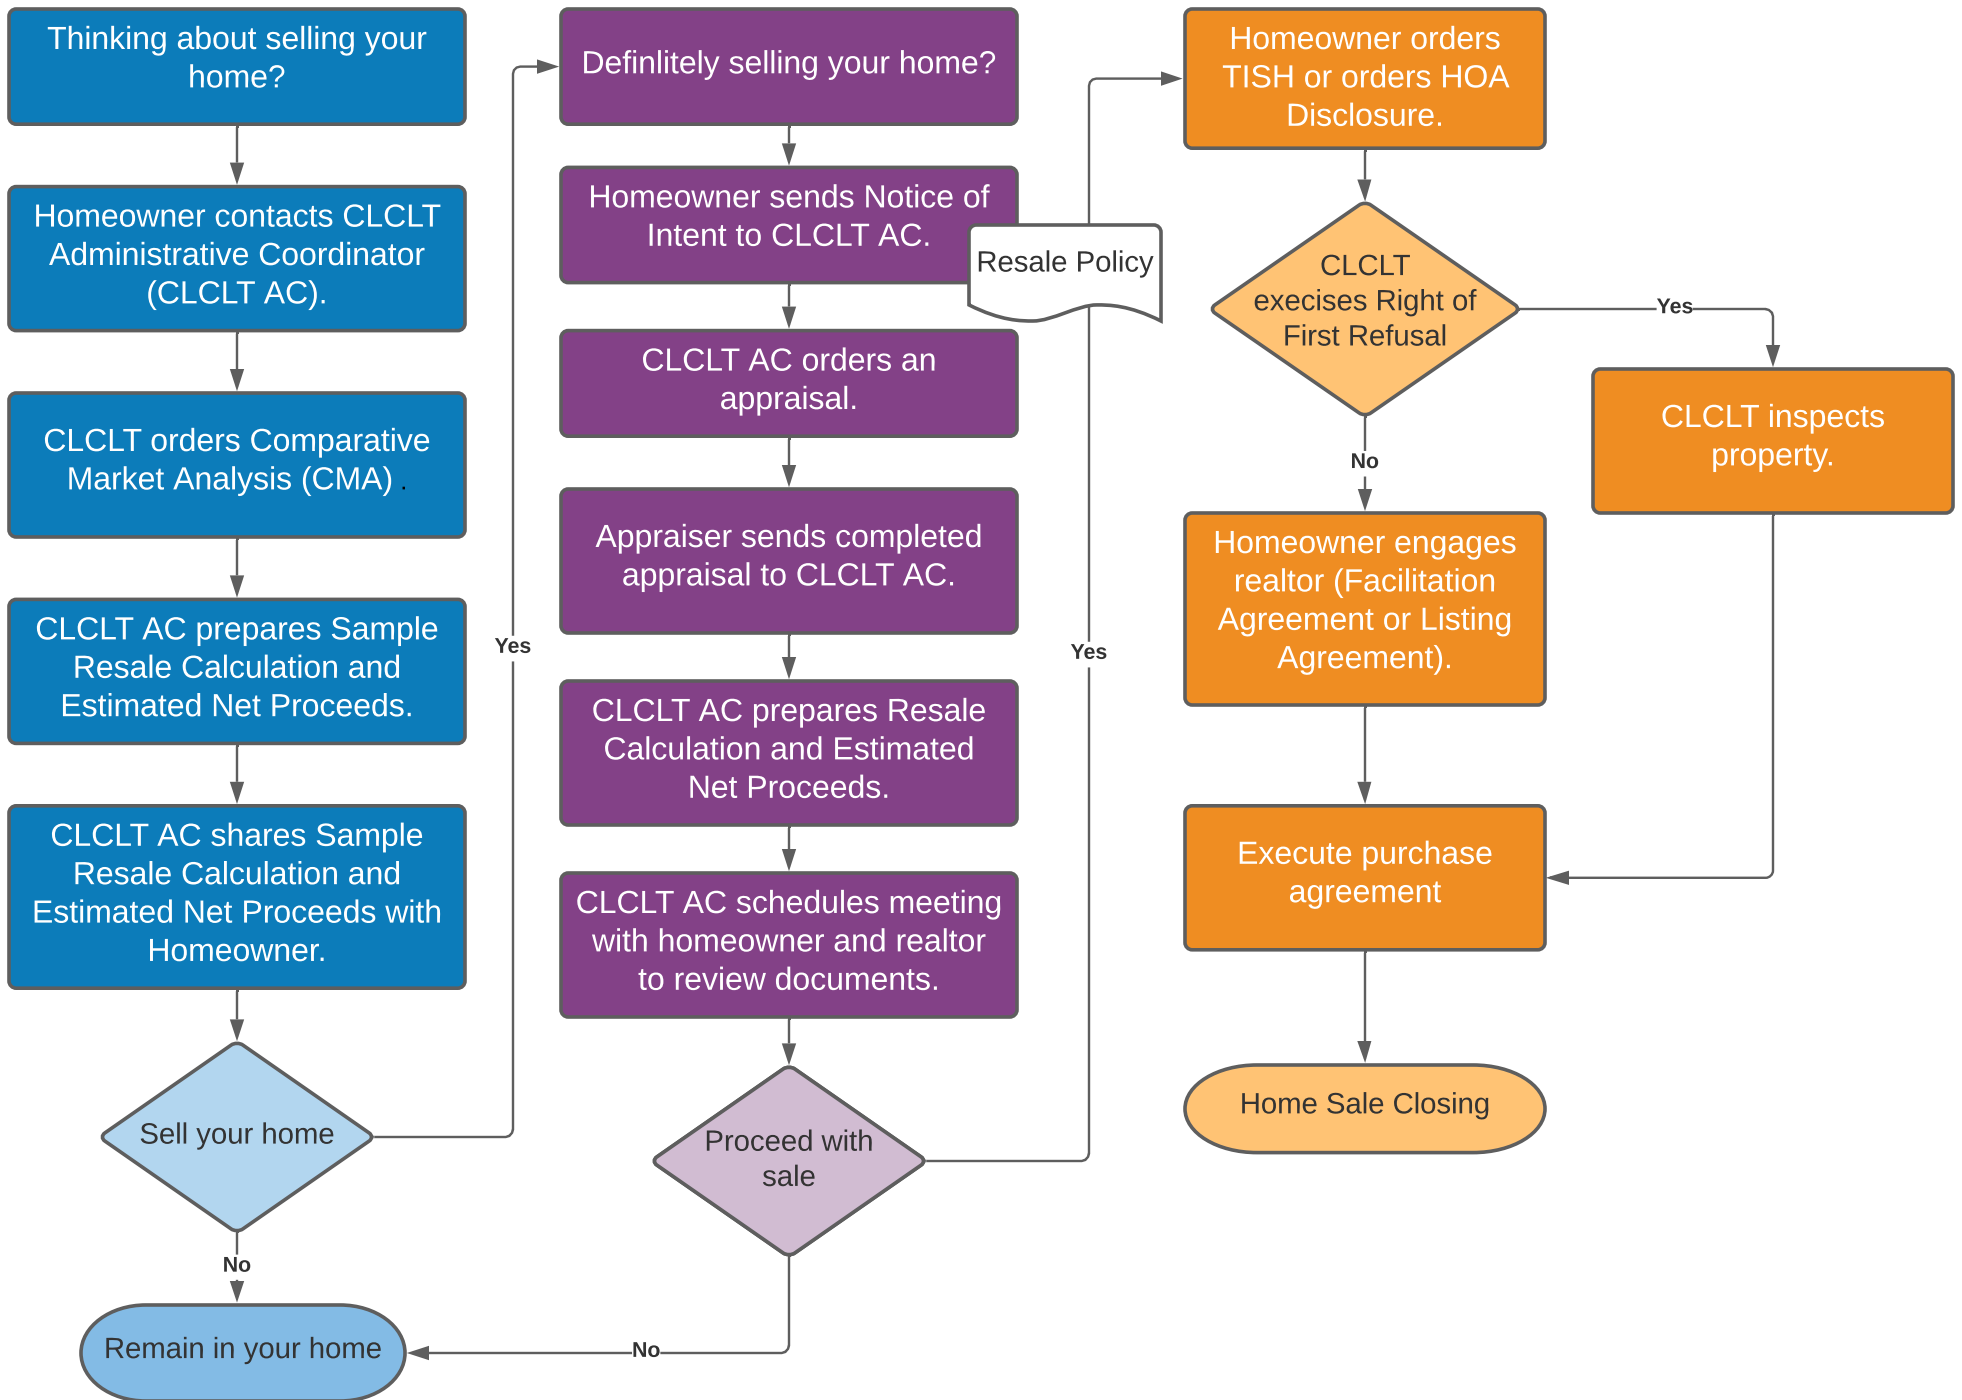 Thinking about selling your
home?
Homeowner contacts CLCLT
Administrative Coordinator
(CLCLT AC).
CLCLT orders Comparative
Market Analysis (CMA) .
CLCLT AC prepares Sample
Resale Calculation and
Estimated Net Proceeds.
CLCLT AC shares Sample
Resale Calculation and
Estimated Net Proceeds with
Homeowner.
Sell your home
No
Remain in your home
Yes
Definlitely selling your home?
Homeowner sends Notice of
Intent to CLCLT AC.
CLCLT AC orders an
appraisal.
Appraiser sends completed
appraisal to CLCLT AC.
CLCLT AC prepares Resale
Calculation and Estimated
Net Proceeds.
CLCLT AC schedules meeting
with homeowner and realtor
to review documents.
Proceed with
sale
No
Yes
Resale Policy
Homeowner orders
TISH or orders HOA
Disclosure.
CLCLT
execises Right of
First Refusal
Yes
CLCLT inspects
property.
No
Homeowner engages
realtor (Facilitation
Agreement or Listing
Agreement).
Execute purchase
agreement
Home Sale Closing